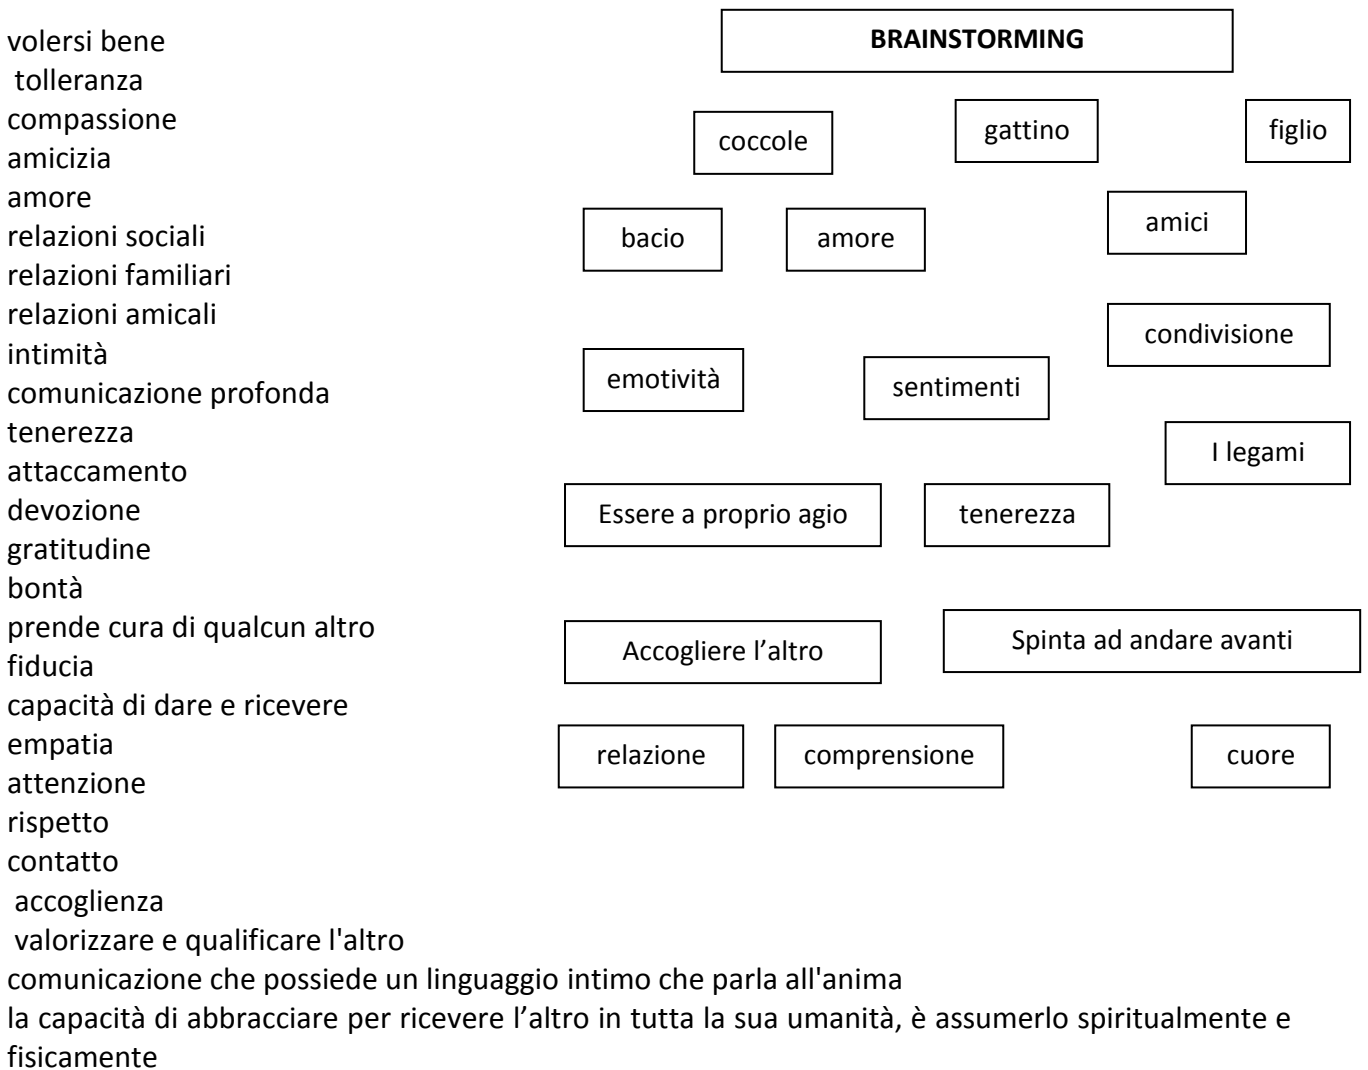 volersi bene
tolleranza
compassione
amicizia
amore
relazioni sociali
relazioni familiari
relazioni amicali
intimità
comunicazione profonda
tenerezza
attaccamento
devozione
gratitudine
bontà
prende cura di qualcun altro
fiducia
capacità di dare e ricevere
empatia
attenzione
rispetto
contatto
accoglienza
valorizzare e qualificare l'altro
comunicazione che possiede un linguaggio intimo che parla all'anima
la capacità di abbracciare per ricevere l’altro in tutta la sua umanità, è assumerlo spiritualmente e
fisicamente
BRAINSTORMING
coccole
gattino
figlio
bacio
amore
amici
condivisione
emotività
sentimenti
I legami
Essere a proprio agio
tenerezza
Accogliere l’altro
Spinta ad andare avanti
relazione
comprensione
cuore